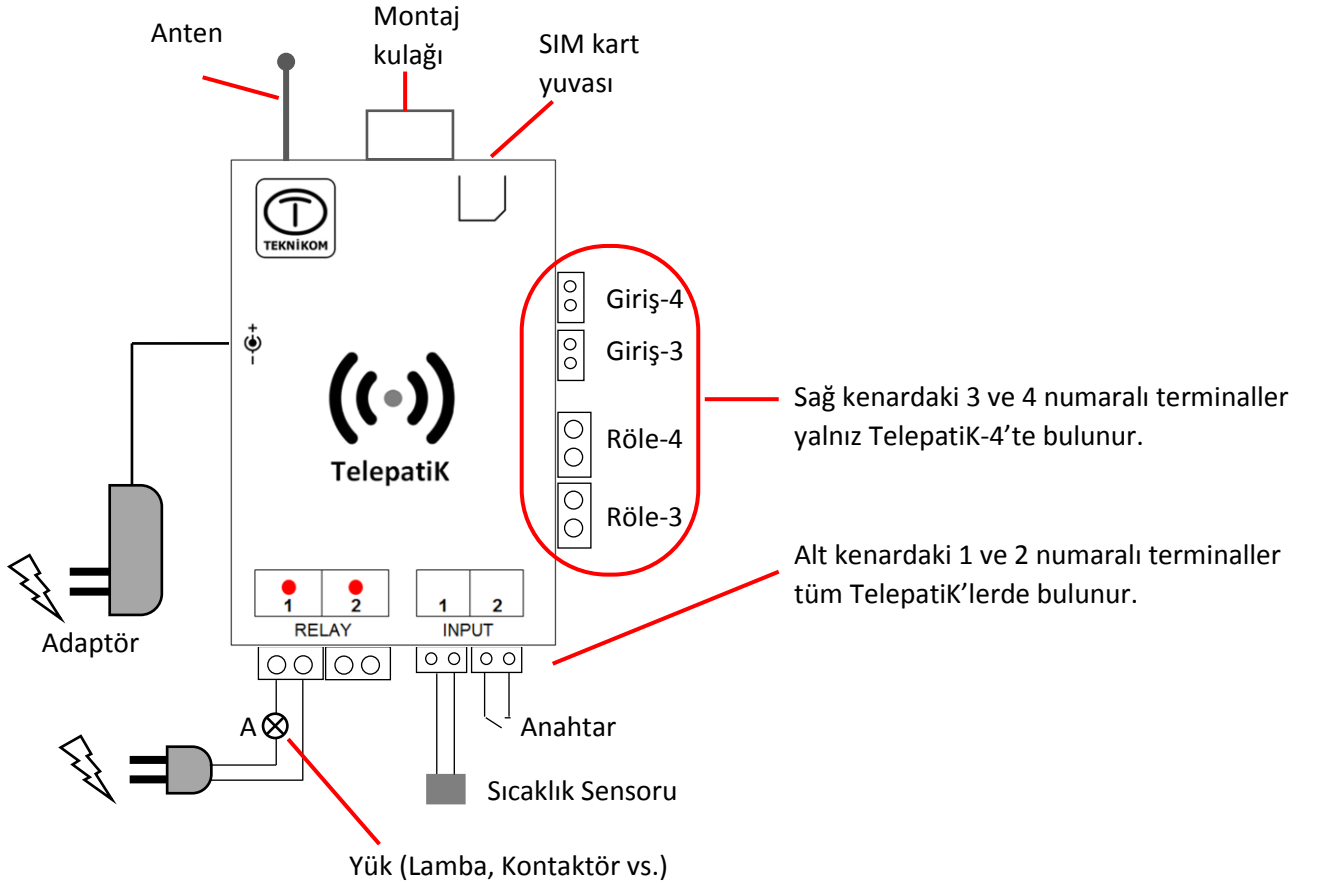 Anten
Montaj
kulağı
SIM kart
yuvası
TEKNİKOM
Giriş-4
Giriş-3
Röle-4
Röle-3
Sağ kenardaki 3 ve 4 numaralı terminaller
yalnız TelepatiK-4’te bulunur.
+
−
TelepatiK
Alt kenardaki 1 ve 2 numaralı terminaller
tüm TelepatiK’lerde bulunur.
1 2 1 2
RELAY INPUT
Adaptör
A
Anahtar
Sıcaklık Sensoru
Yük (Lamba, Kontaktör vs.)